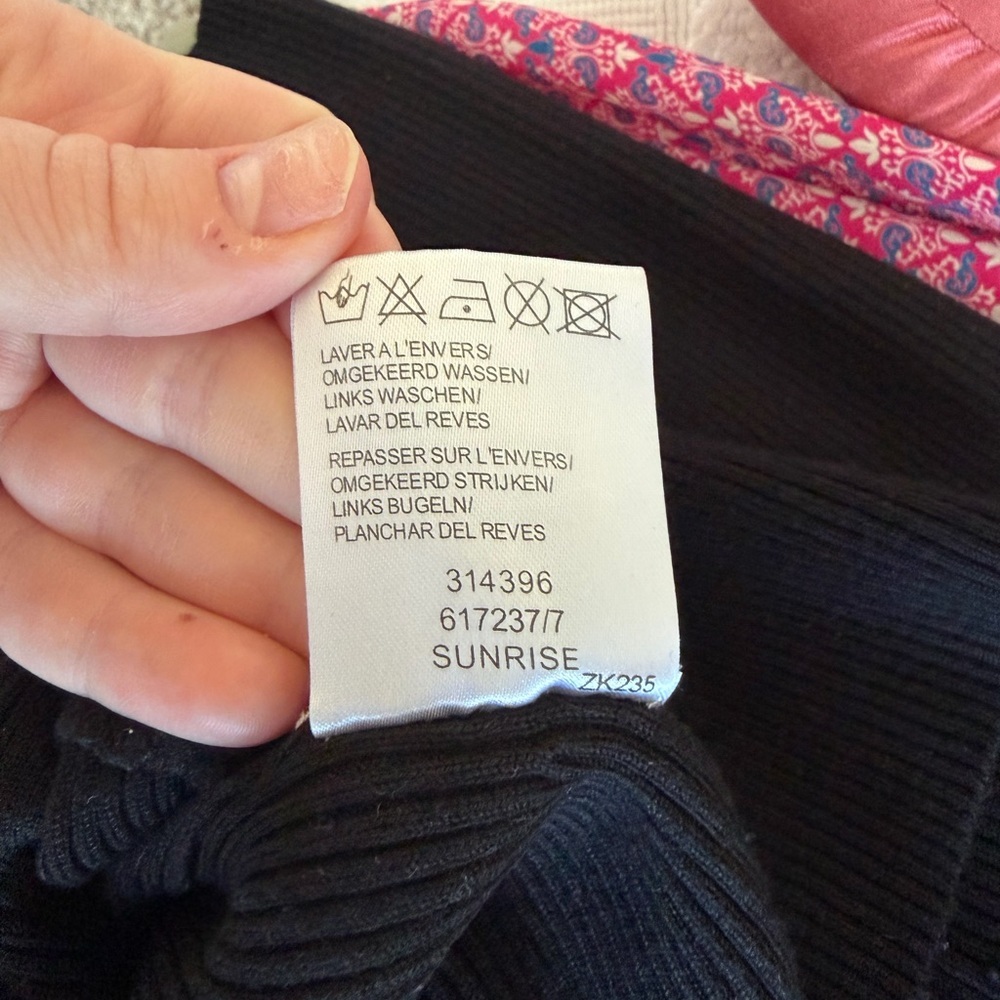 LAVER A L'ENVERS/
OMGEKEERD WASSEN/
LINKS WASCHEN/
LAVAR DEL REVES
REPASSER SUR L'ENVERS/
OMGEKEERD STRIJKEN/
LINKS BUGELN/
PLANCHAR DEL REVES
314396
617237/7
SUNRISE
ZK235